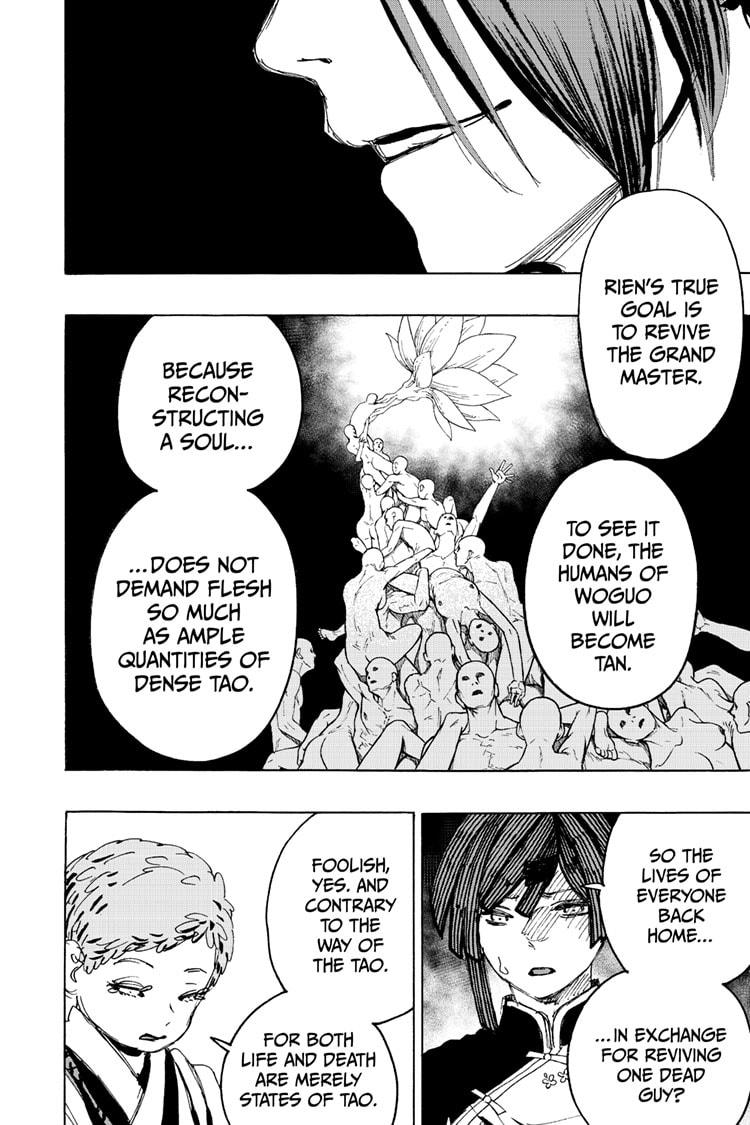 RIEN'S TRUE
GOAL IS
TO REVIVE
THE GRAND
MASTER.
TO SEE IT
DONE, THE
HUMANS OF
WOGUO
WILL
BECOME
TAN.
BECAUSE
RECON-
STRUCTING
A SOUL...
...DOES NOT
DEMAND FLESH
SO MUCH
AS AMPLE
QUANTITIES OF
DENSE TAO.
SO THE
LIVES OF
EVERYONE
BACK
HOME...
...IN EXCHANGE
FOR REVIVING
ONE DEAD
GUY?
FOOLISH,
YES. AND
CONTRARY
TO THE
WAY OF
THE TAO.
FOR BOTH
LIFE AND DEATH
ARE MERELY
STATES OF TAO.